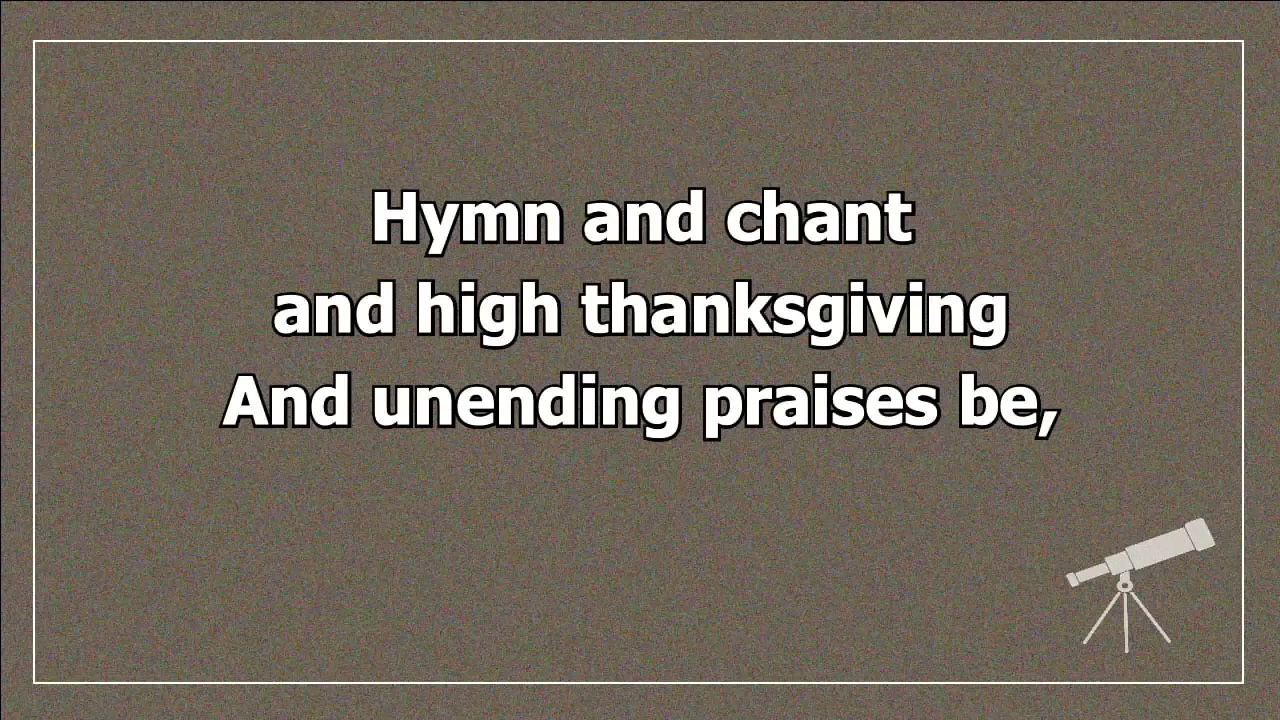 Hymn and chant
and high thanksgiving
And unending praises be,